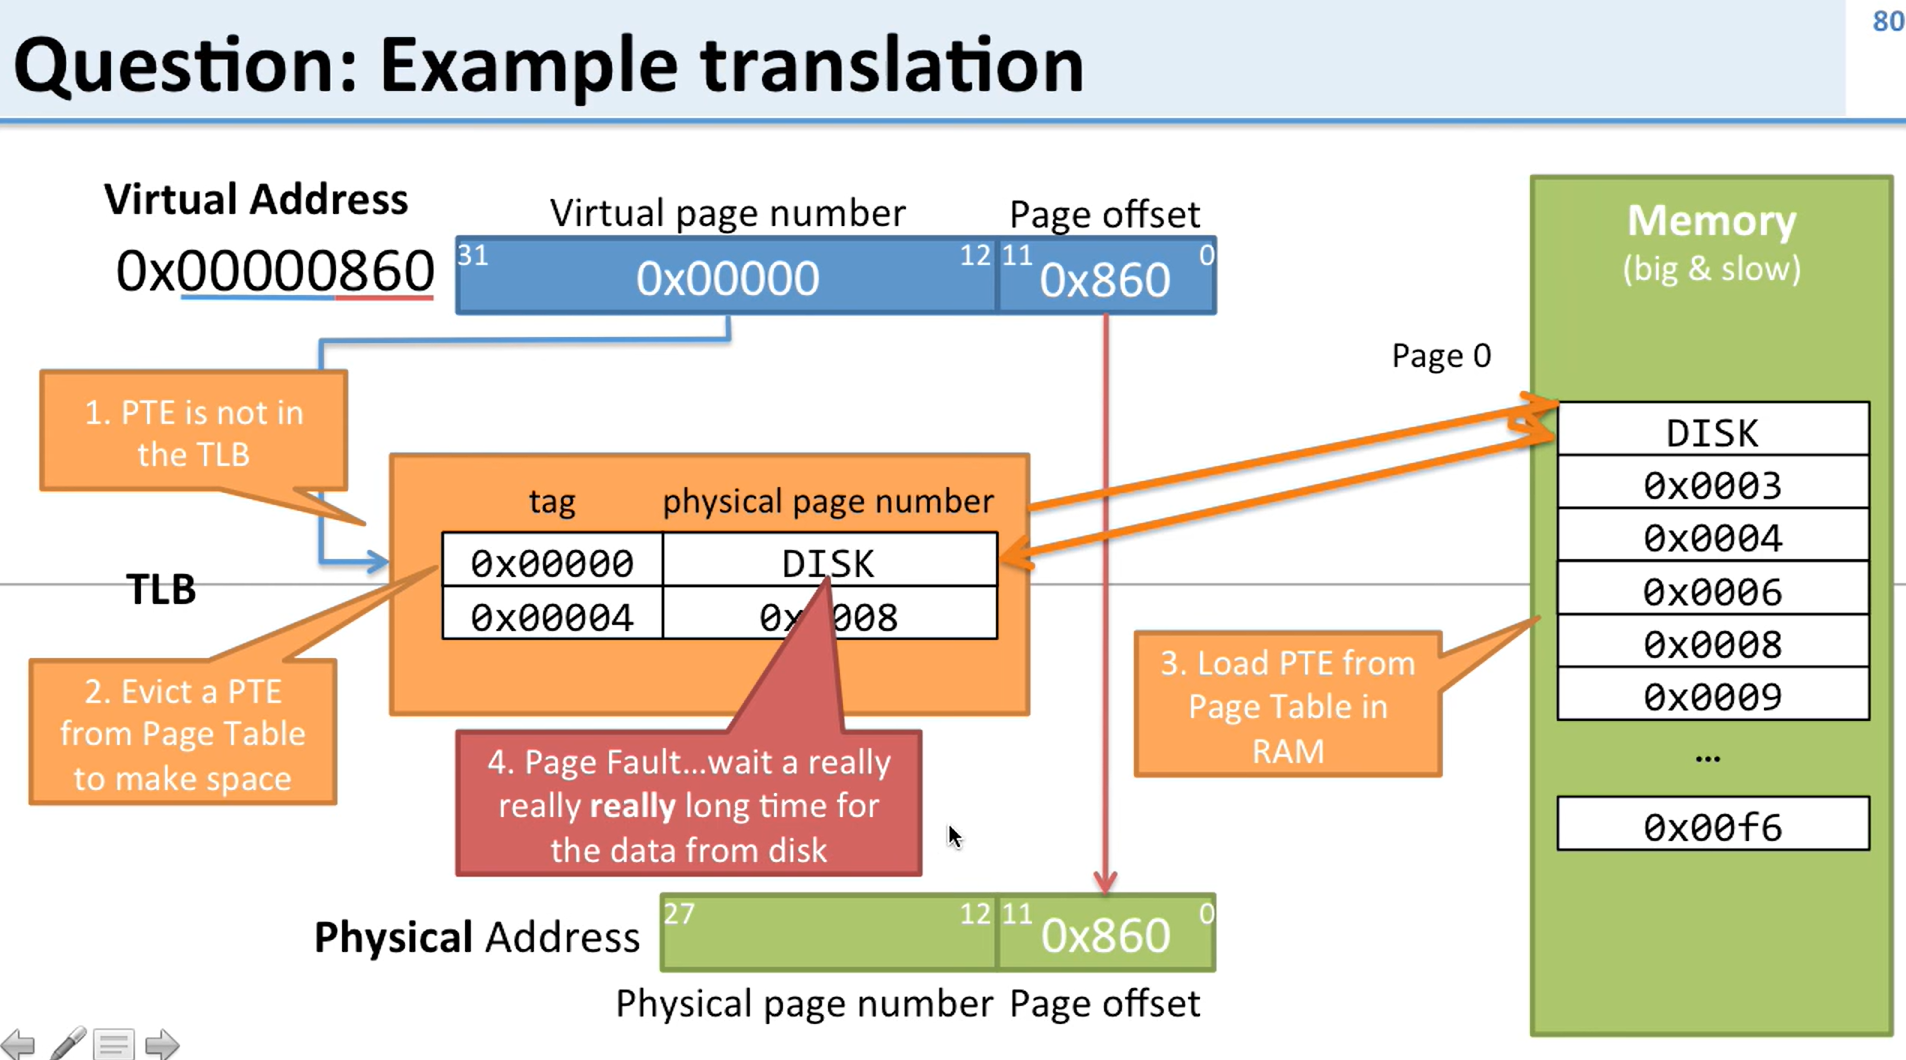 80
Question: Example translation
Virtual Address
0x00000860
Virtual page number
Page offset
31
0x00000
12
11
0x860
0
Memory
(big & slow)
Page 0
1. PTE is not in
the TLB
TLB
tag
physical page number
0x00000
DISK
0x00004
0x 008
DISK
0x0003
0x0004
0x0006
0x0008
0x0009
...
0x00f6
2. Evict a PTE
from Page Table
to make space
3. Load PTE from
Page Table in
RAM
4. Page Fault...wait a really
really really long time for
the data from disk
Physical Address
27
12
11
0x860
0
Physical page number
Page offset